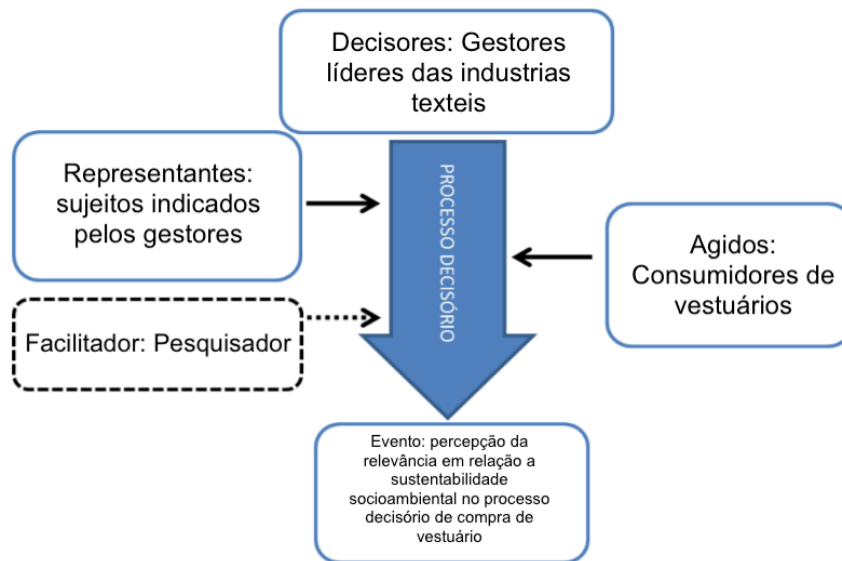 Decisores: Gestores
líderes das industrias
texteis
Representantes:
sujeitos indicados
pelos gestores
PROCESSO DECISÓRIO
Agidos:
Consumidores de
vestuários
Facilitador: Pesquisador
Evento: percepção da
relevância em relação a
sustentabilidade
socioambiental no processo
decisório de compra de
vestuário